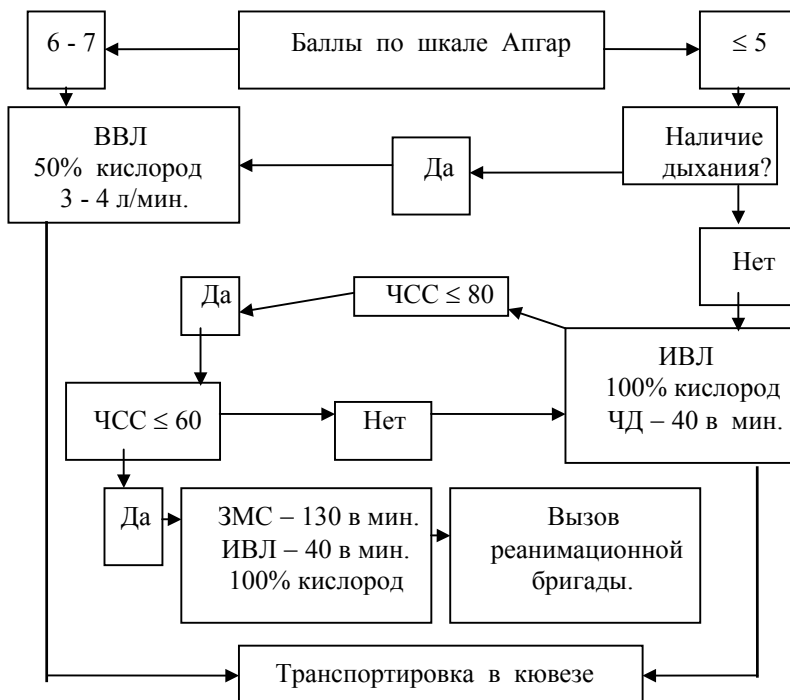 6 - 7
Баллы по шкале Апгар
≤ 5
ВВЛ
50% кислород
3 - 4 л/мин.
Да
Наличие
дыхания?
Нет
Да
ЧСС ≤ 80
ИВЛ
100% кислород
ЧД – 40 в мин.
ЧСС ≤ 60
Нет
Да
ЗМС – 130 в мин.
ИВЛ – 40 в мин.
100% кислород
Вызов
реанимационной
бригады.
Транспортировка в кювезе